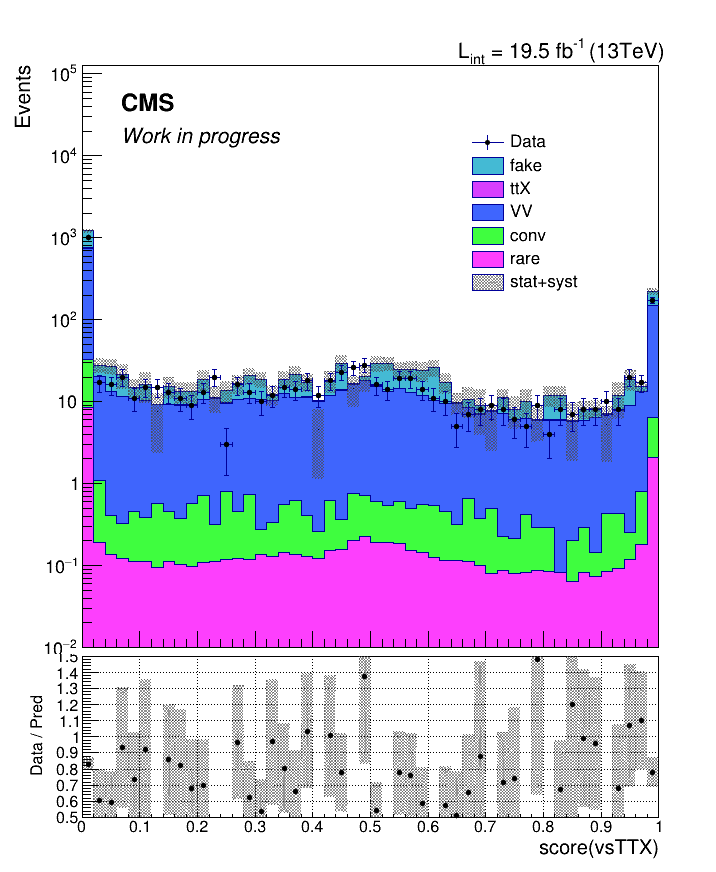 L_int = 19.5 fb^-1 (13TeV)
Events
CMS
Work in progress
Data
fake
ttX
VV
conv
rare
stat+syst
10^5
10^4
10^3
10^2
10
1
10^−1
10^−2
Data / Pred
1.5
1.4
1.3
1.2
1.1
1
0.9
0.8
0.7
0.6
0.5
0 0.1 0.2 0.3 0.4 0.5 0.6 0.7 0.8 0.9 1
score(vsTTX)